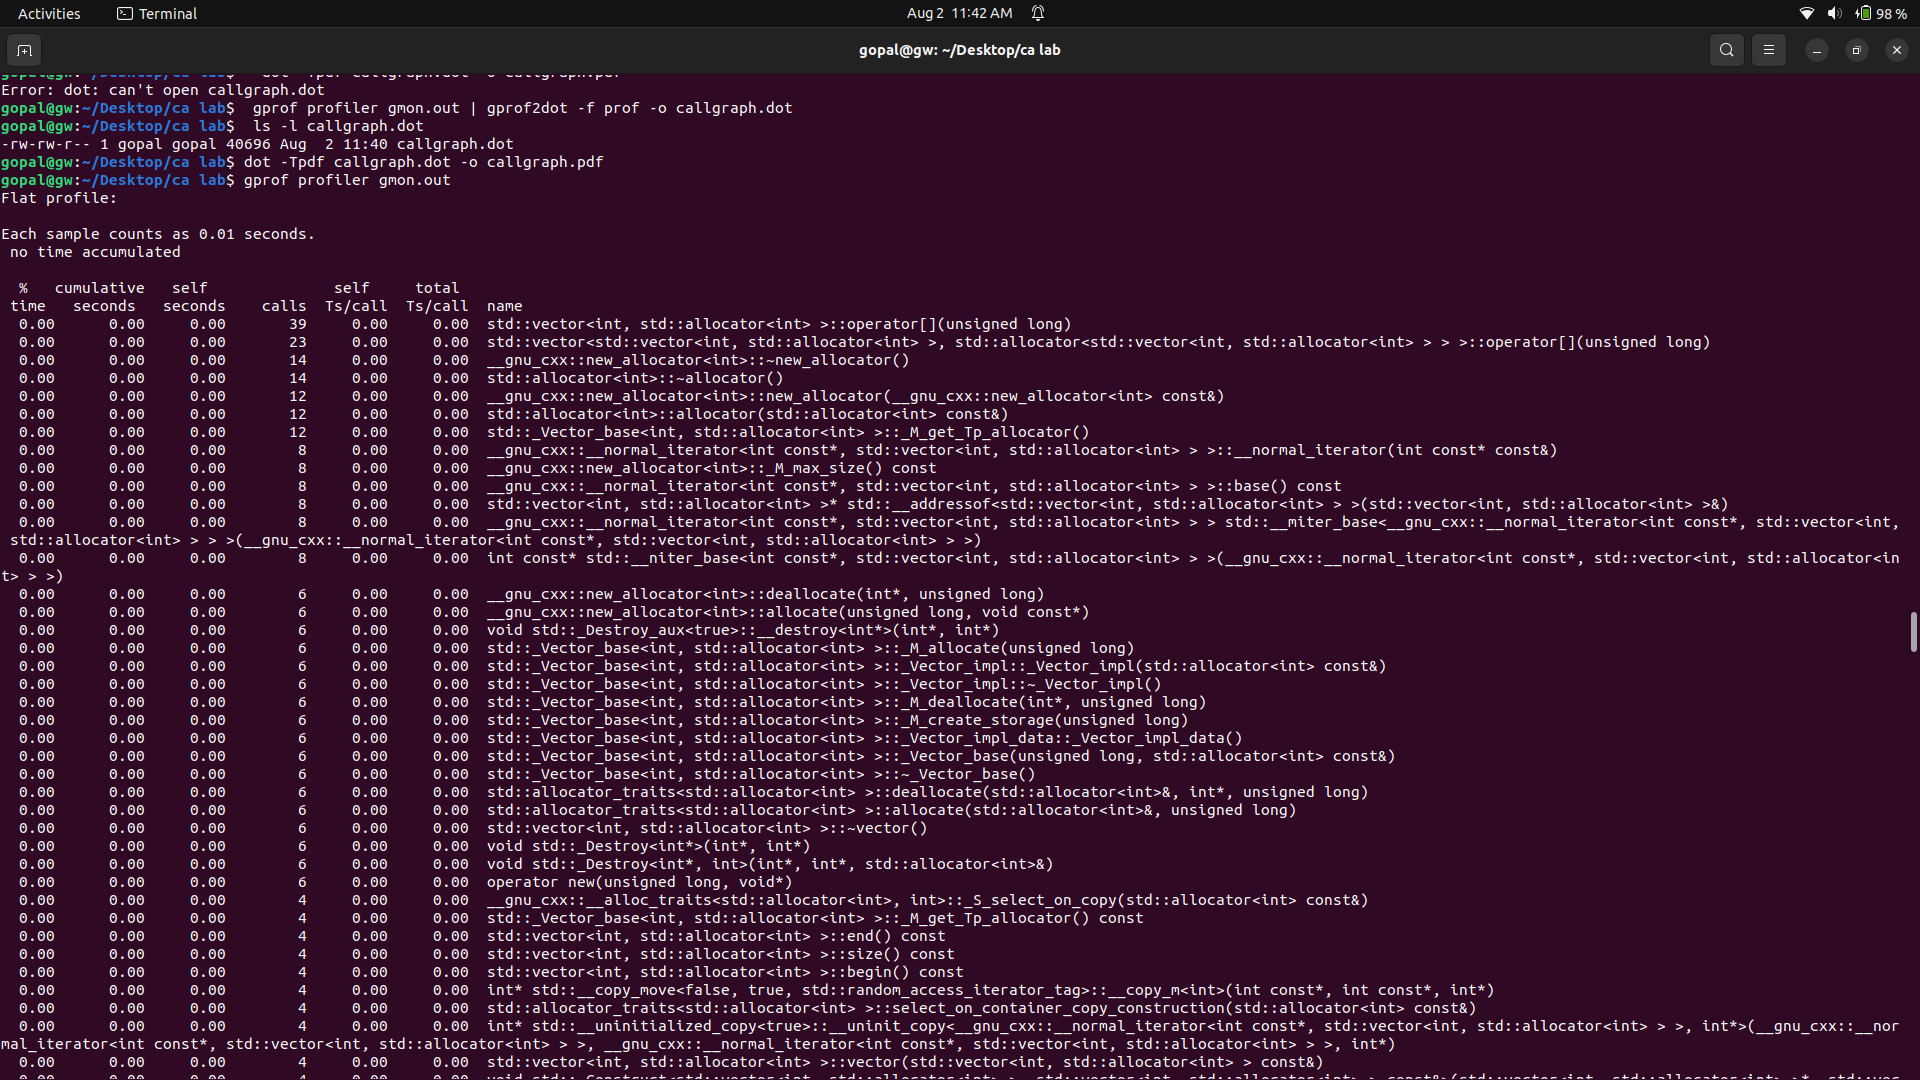 Activities Terminal Aug 2 11:42 AM 98 %
gopal@gw: ~/Desktop/ca lab
gopal@gw:~/Desktop/ca lab$ dot -Tpdf callgraph.dot -o callgraph.pdf
Error: dot: can't open callgraph.dot
gopal@gw:~/Desktop/ca lab$  gprof profiler gmon.out | gprof2dot -f prof -o callgraph.dot
gopal@gw:~/Desktop/ca lab$  ls -l callgraph.dot
-rw-rw-r-- 1 gopal gopal 40696 Aug  2 11:40 callgraph.dot
gopal@gw:~/Desktop/ca lab$ dot -Tpdf callgraph.dot -o callgraph.pdf
gopal@gw:~/Desktop/ca lab$ gprof profiler gmon.out
Flat profile:
Each sample counts as 0.01 seconds.
 no time accumulated
  %   cumulative   self              self     total
 time   seconds   seconds    calls  Ts/call  Ts/call  name
  0.00      0.00     0.00       39     0.00     0.00  std::vector<int, std::allocator<int> >::operator[](unsigned long)
  0.00      0.00     0.00       23     0.00     0.00  std::vector<std::vector<int, std::allocator<int> >, std::allocator<std::vector<int, std::allocator<int> > > >::operator[](unsigned long)
  0.00      0.00     0.00       14     0.00     0.00  __gnu_cxx::new_allocator<int>::~new_allocator()
  0.00      0.00     0.00       14     0.00     0.00  std::allocator<int>::~allocator()
  0.00      0.00     0.00       12     0.00     0.00  __gnu_cxx::new_allocator<int>::new_allocator(__gnu_cxx::new_allocator<int> const&)
  0.00      0.00     0.00       12     0.00     0.00  std::allocator<int>::allocator(std::allocator<int> const&)
  0.00      0.00     0.00       12     0.00     0.00  std::_Vector_base<int, std::allocator<int> >::_M_get_Tp_allocator()
  0.00      0.00     0.00        8     0.00     0.00  __gnu_cxx::__normal_iterator<int const*, std::vector<int, std::allocator<int> > >::__normal_iterator(int const* const&)
  0.00      0.00     0.00        8     0.00     0.00  __gnu_cxx::new_allocator<int>::_M_max_size() const
  0.00      0.00     0.00        8     0.00     0.00  __gnu_cxx::__normal_iterator<int const*, std::vector<int, std::allocator<int> > >::base() const
  0.00      0.00     0.00        8     0.00     0.00  std::vector<int, std::allocator<int> >* std::__addressof<std::vector<int, std::allocator<int> > >(std::vector<int, std::allocator<int> >&)
  0.00      0.00     0.00        8     0.00     0.00  __gnu_cxx::__normal_iterator<int const*, std::vector<int, std::allocator<int> > > std::__miter_base<__gnu_cxx::__normal_iterator<int const*, std::vector<int,
 std::allocator<int> > > >(__gnu_cxx::__normal_iterator<int const*, std::vector<int, std::allocator<int> > >)
  0.00      0.00     0.00        8     0.00     0.00  int const* std::__niter_base<int const*, std::vector<int, std::allocator<int> > >(__gnu_cxx::__normal_iterator<int const*, std::vector<int, std::allocator<in
t> > >)
  0.00      0.00     0.00        6     0.00     0.00  __gnu_cxx::new_allocator<int>::deallocate(int*, unsigned long)
  0.00      0.00     0.00        6     0.00     0.00  __gnu_cxx::new_allocator<int>::allocate(unsigned long, void const*)
  0.00      0.00     0.00        6     0.00     0.00  void std::_Destroy_aux<true>::__destroy<int*>(int*, int*)
  0.00      0.00     0.00        6     0.00     0.00  std::_Vector_base<int, std::allocator<int> >::_M_allocate(unsigned long)
  0.00      0.00     0.00        6     0.00     0.00  std::_Vector_base<int, std::allocator<int> >::_Vector_impl::_Vector_impl(std::allocator<int> const&)
  0.00      0.00     0.00        6     0.00     0.00  std::_Vector_base<int, std::allocator<int> >::_Vector_impl::~_Vector_impl()
  0.00      0.00     0.00        6     0.00     0.00  std::_Vector_base<int, std::allocator<int> >::_M_deallocate(int*, unsigned long)
  0.00      0.00     0.00        6     0.00     0.00  std::_Vector_base<int, std::allocator<int> >::_M_create_storage(unsigned long)
  0.00      0.00     0.00        6     0.00     0.00  std::_Vector_base<int, std::allocator<int> >::_Vector_impl_data::_Vector_impl_data()
  0.00      0.00     0.00        6     0.00     0.00  std::_Vector_base<int, std::allocator<int> >::_Vector_base(unsigned long, std::allocator<int> const&)
  0.00      0.00     0.00        6     0.00     0.00  std::_Vector_base<int, std::allocator<int> >::~_Vector_base()
  0.00      0.00     0.00        6     0.00     0.00  std::allocator_traits<std::allocator<int> >::deallocate(std::allocator<int>&, int*, unsigned long)
  0.00      0.00     0.00        6     0.00     0.00  std::allocator_traits<std::allocator<int> >::allocate(std::allocator<int>&, unsigned long)
  0.00      0.00     0.00        6     0.00     0.00  std::vector<int, std::allocator<int> >::~vector()
  0.00      0.00     0.00        6     0.00     0.00  void std::_Destroy<int*>(int*, int*)
  0.00      0.00     0.00        6     0.00     0.00  void std::_Destroy<int*, int>(int*, int*, std::allocator<int>&)
  0.00      0.00     0.00        6     0.00     0.00  operator new(unsigned long, void*)
  0.00      0.00     0.00        4     0.00     0.00  __gnu_cxx::__alloc_traits<std::allocator<int>, int>::_S_select_on_copy(std::allocator<int> const&)
  0.00      0.00     0.00        4     0.00     0.00  std::_Vector_base<int, std::allocator<int> >::_M_get_Tp_allocator() const
  0.00      0.00     0.00        4     0.00     0.00  std::vector<int, std::allocator<int> >::end() const
  0.00      0.00     0.00        4     0.00     0.00  std::vector<int, std::allocator<int> >::size() const
  0.00      0.00     0.00        4     0.00     0.00  std::vector<int, std::allocator<int> >::begin() const
  0.00      0.00     0.00        4     0.00     0.00  int* std::__copy_move<false, true, std::random_access_iterator_tag>::__copy_m<int>(int const*, int const*, int*)
  0.00      0.00     0.00        4     0.00     0.00  std::allocator_traits<std::allocator<int> >::select_on_container_copy_construction(std::allocator<int> const&)
  0.00      0.00     0.00        4     0.00     0.00  int* std::__uninitialized_copy<true>::__uninit_copy<__gnu_cxx::__normal_iterator<int const*, std::vector<int, std::allocator<int> > >, int*>(__gnu_cxx::__nor
mal_iterator<int const*, std::vector<int, std::allocator<int> > >, __gnu_cxx::__normal_iterator<int const*, std::vector<int, std::allocator<int> > >, int*)
  0.00      0.00     0.00        4     0.00     0.00  std::vector<int, std::allocator<int> >::vector(std::vector<int, std::allocator<int> > const&)